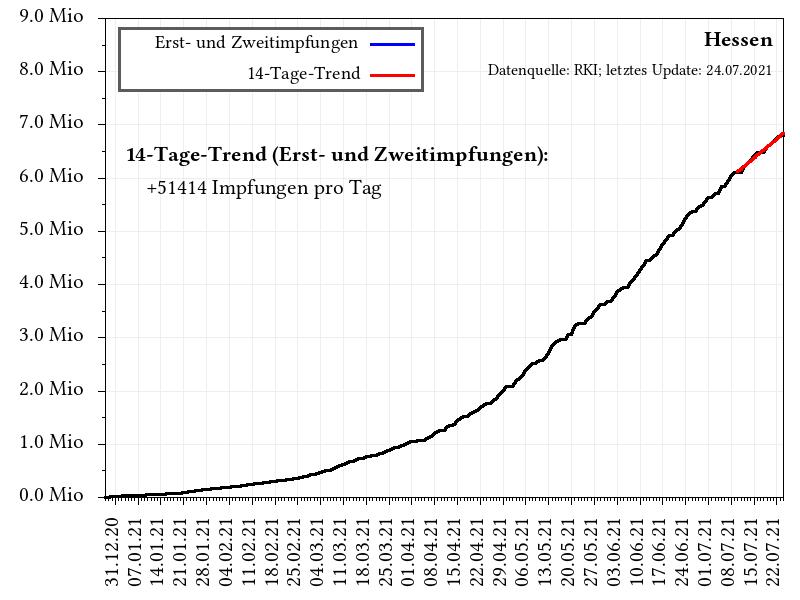 9.0 Mio
8.0 Mio
7.0 Mio
6.0 Mio
5.0 Mio
4.0 Mio
3.0 Mio
2.0 Mio
1.0 Mio
0.0 Mio
Erst- und Zweitimpfungen
14-Tage-Trend
Hessen
Datenquelle: RKI; letztes Update: 24.07.2021
14-Tage-Trend (Erst- und Zweitimpfungen):
+51414 Impfungen pro Tag
31.12.20
07.01.21
14.01.21
21.01.21
28.01.21
04.02.21
11.02.21
18.02.21
25.02.21
04.03.21
11.03.21
18.03.21
25.03.21
01.04.21
08.04.21
15.04.21
22.04.21
29.04.21
06.05.21
13.05.21
20.05.21
27.05.21
03.06.21
10.06.21
17.06.21
24.06.21
01.07.21
08.07.21
15.07.21
22.07.21